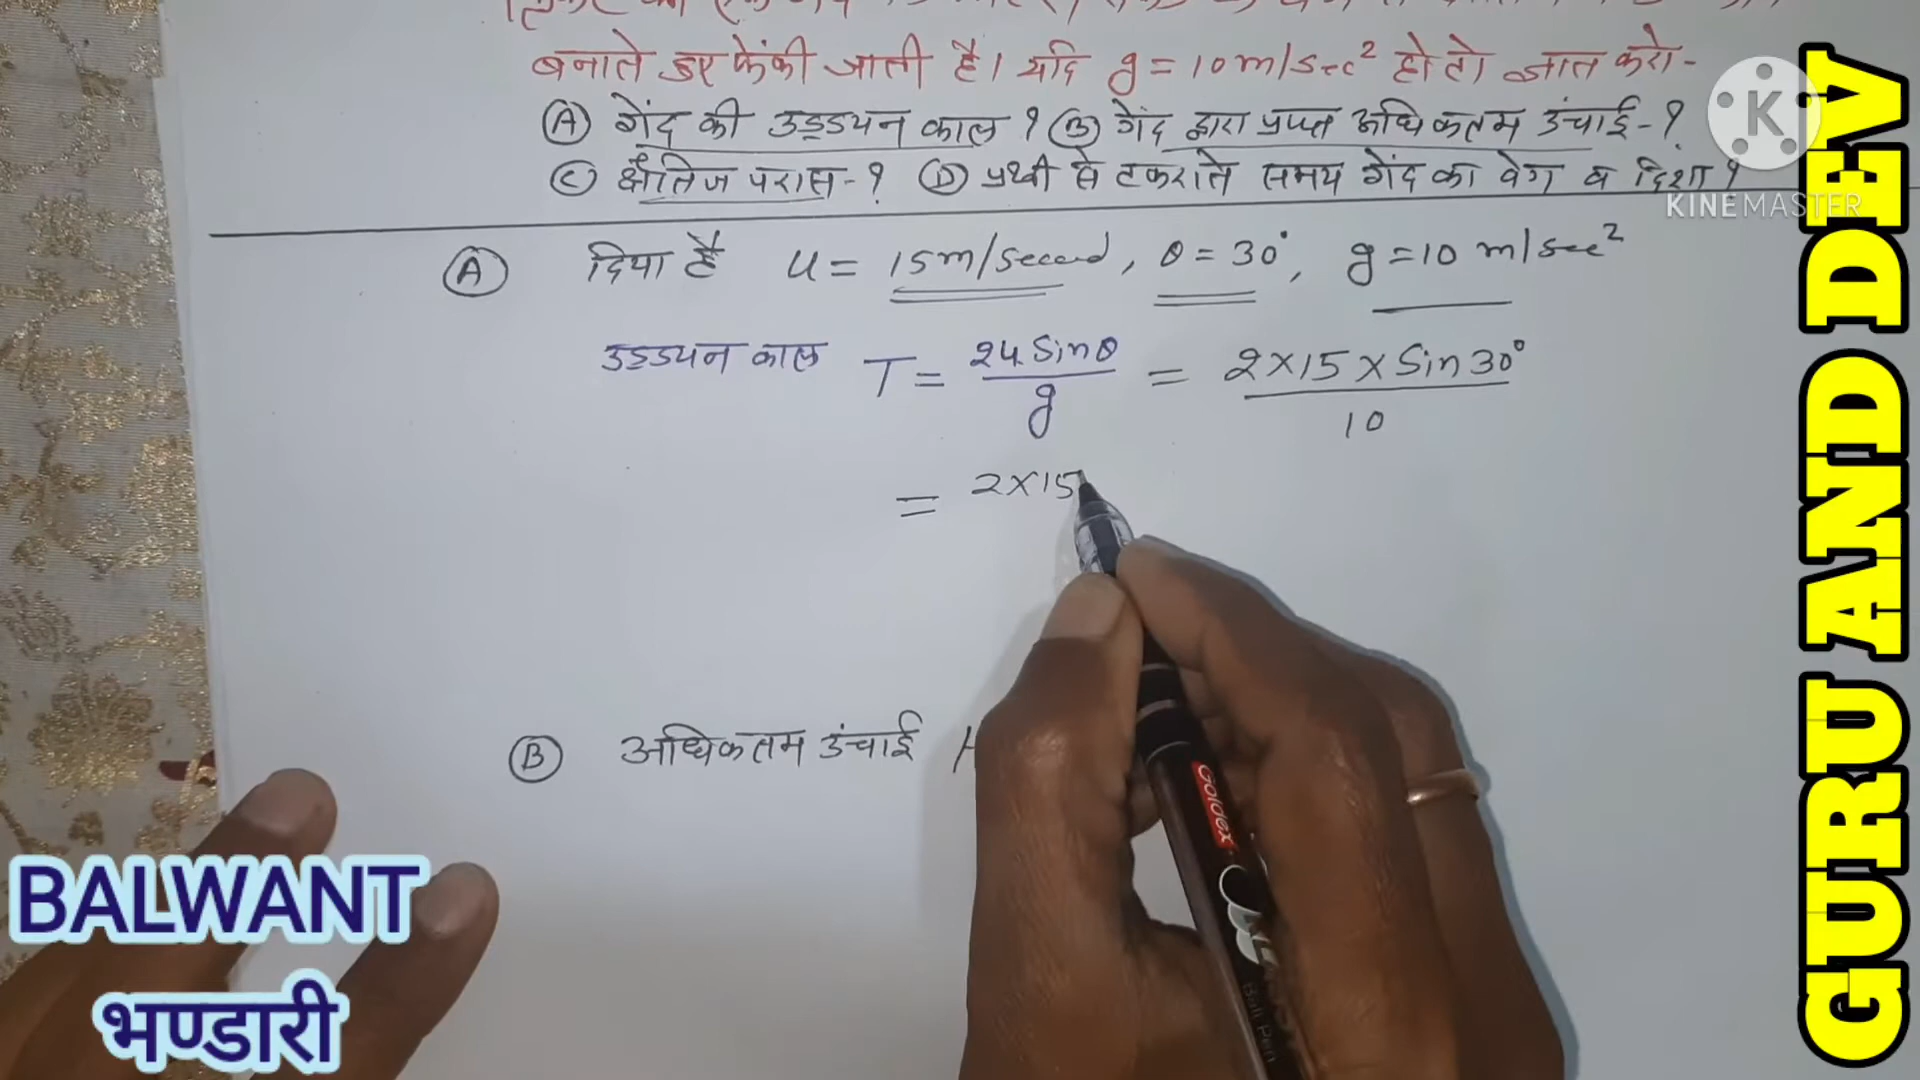 बनाते हुए फेंकी जाती है। यदि g = 10 m/sec² हो तो ज्ञात करो-
Ⓐ गेंद की उड्डयन काल ? Ⓑ गेंद द्वारा प्राप्त अधिकतम उंचाई-?
Ⓒ क्षैतिज परास-? Ⓓ पृथ्वी से टकराते समय गेंद का वेग व दिशा ?
KINEMASTER
Ⓐ दिया है u = 15m/second, θ = 30°, g = 10 m/sec²
उड्डयन काल T = 2u Sinθ / g = 2×15×Sin30° / 10
= 2×15
Ⓑ अधिकतम उंचाई
BALWANT
भण्डारी
GURU AND DEV
Goldex